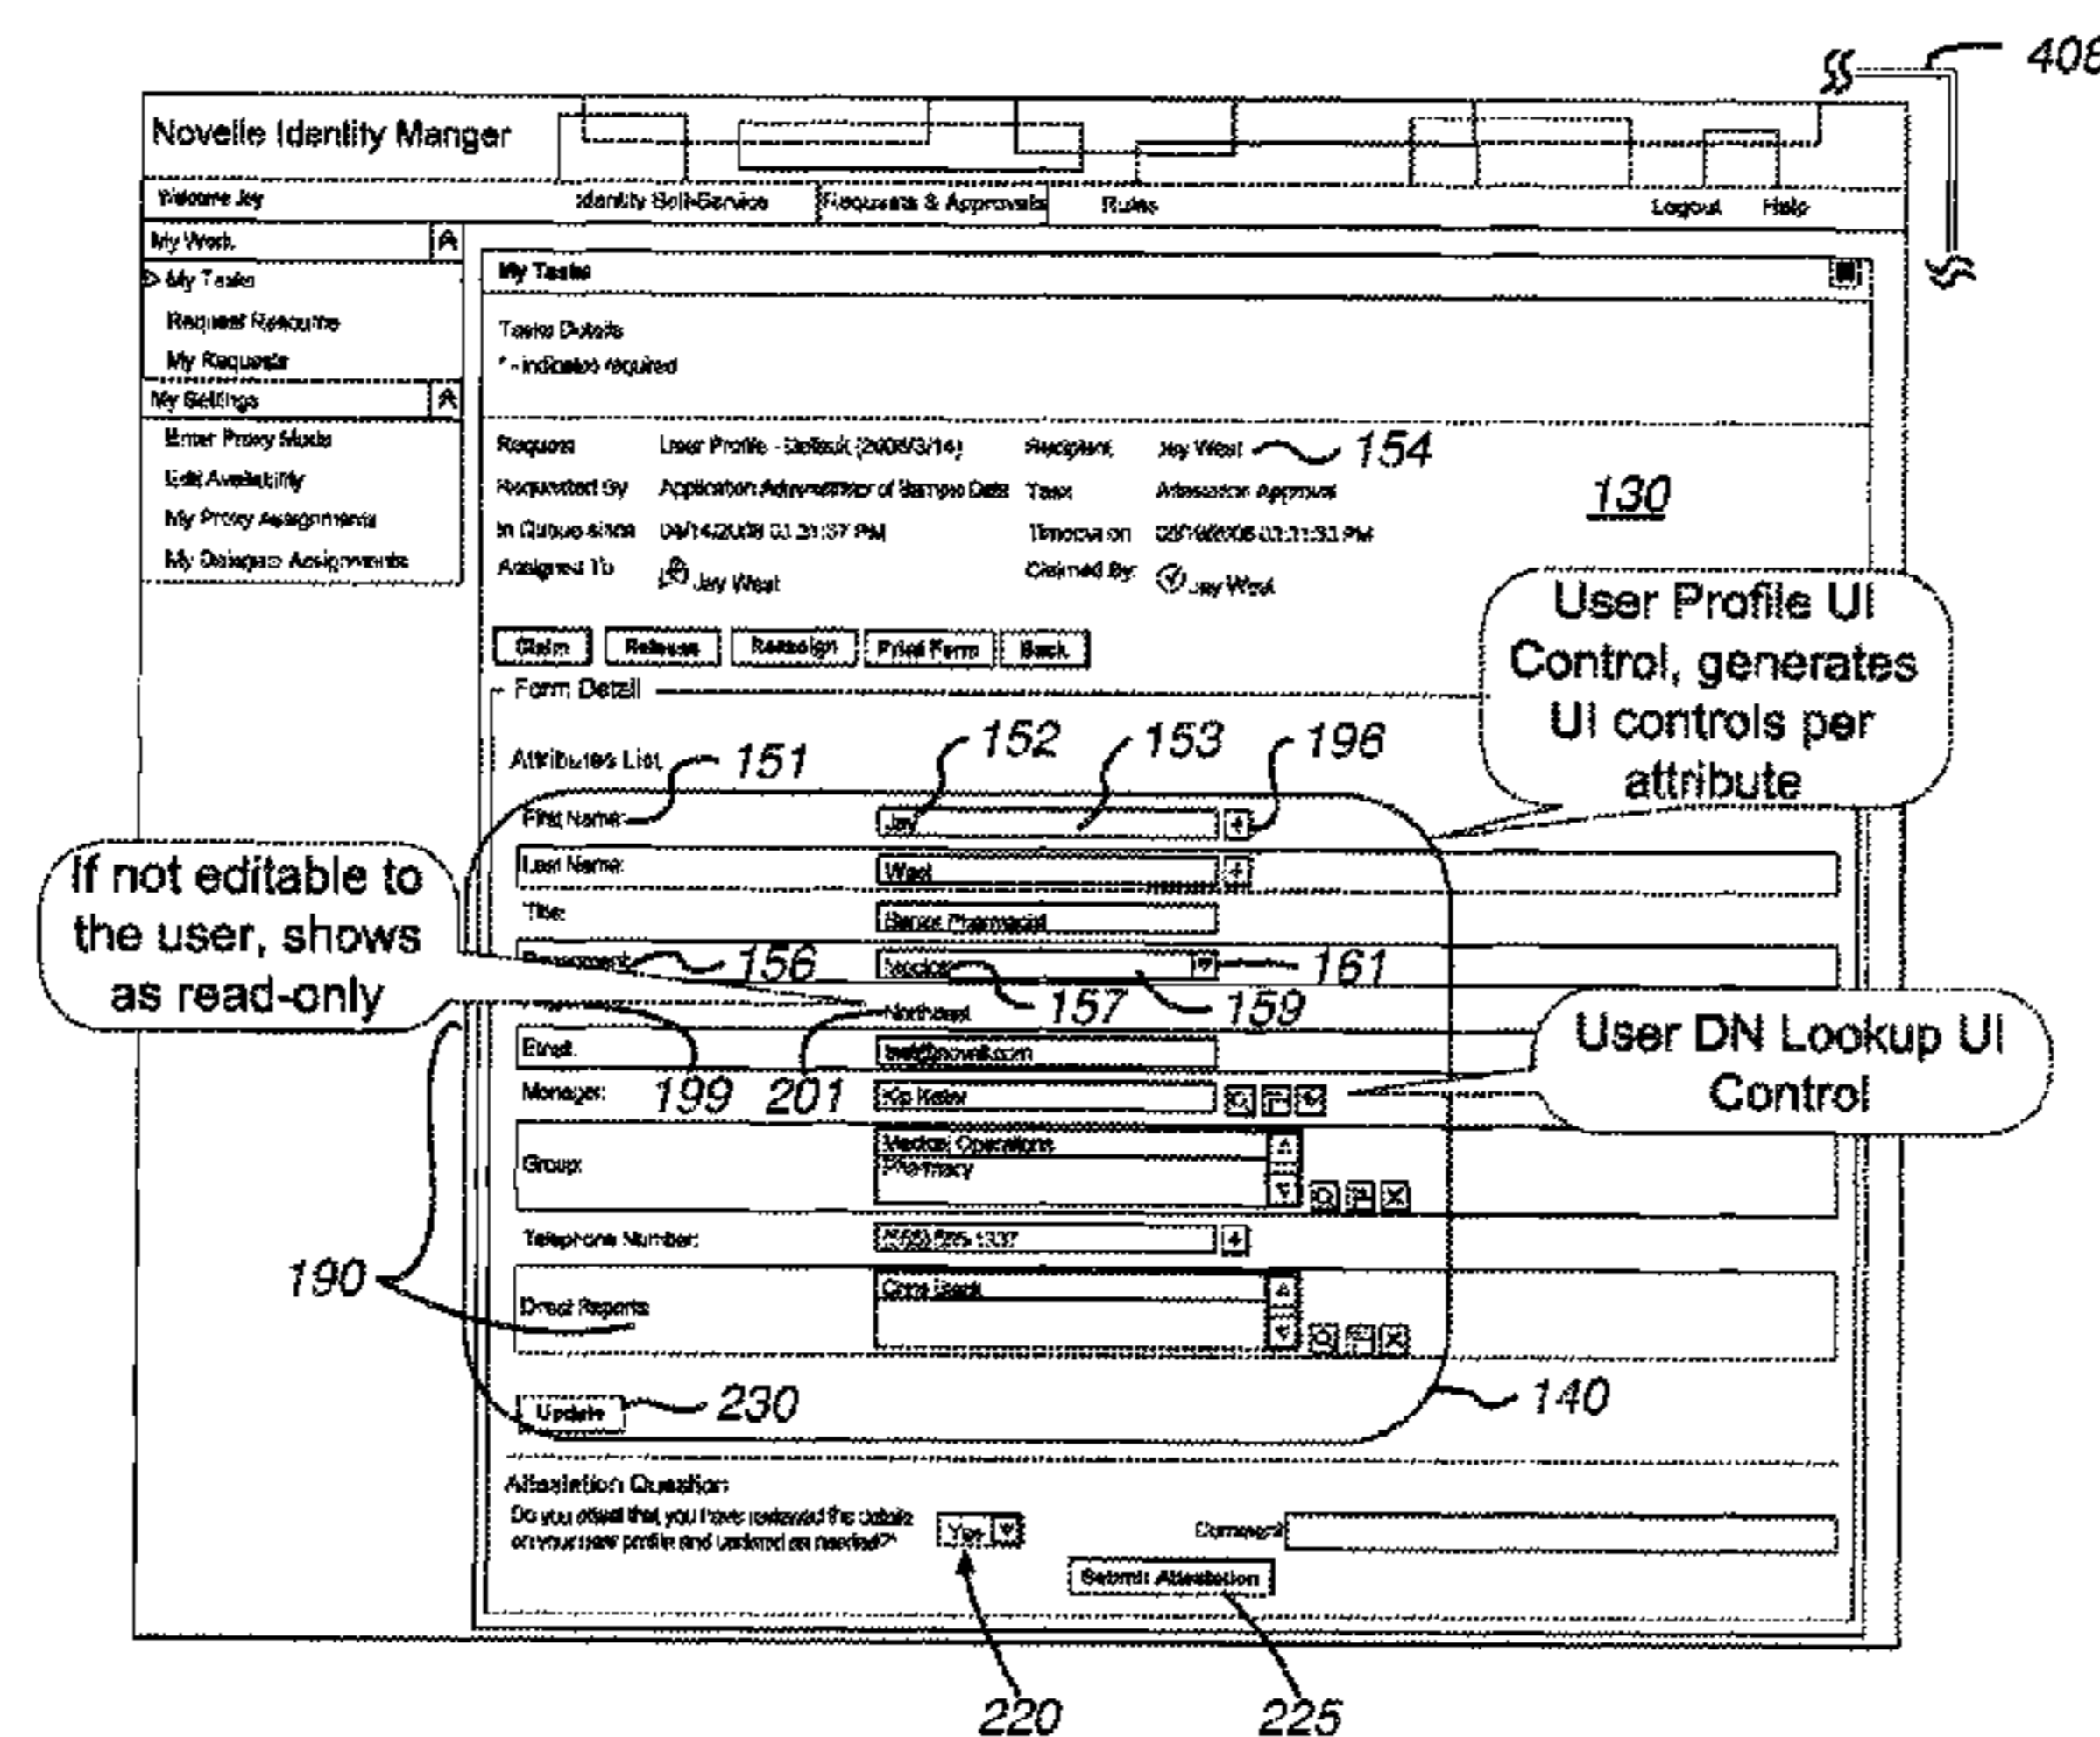 408
Novelle Identity Manger
Welcome Jay
Identity Self-Service
Requests & Approvals
Logout
Help
My Work
My Tasks
Request Resource
My Requests
My Settings
Enter Proxy Mode
Edit Availability
My Proxy Assignments
My Delegate Assignments
My Tasks
Tasks Details
* - indicates required
Request
User Profile - Default (2008/3/14)
Recipient
Jay West
154
Requested By
Application Administrator of Sample Data
Task
Attestation Approval
130
In Queue since
Timeout on
Assigned To
Jay West
Claimed By:
Jay West
Claim
Release
Reassign
Print Form
Back
User Profile UI
Control, generates
UI controls per
attribute
Form Detail
Attributes List
151
152
153
196
First Name:
Jay
+
Last Name:
West
+
Title:
Senior Pharmacist
If not editable to
the user, shows
as read-only
Department:
156
161
157
159
Northeast
Email:
199
201
User DN Lookup UI
Control
Manager:
Group:
Medical Operations
Pharmacy
Telephone Number:
+
190
Direct Reports
Update
230
140
Attestation Question
Do you attest that you have reviewed the details
on your user profile and updated as needed?*
Yes
Comment
Submit Attestation
220
225